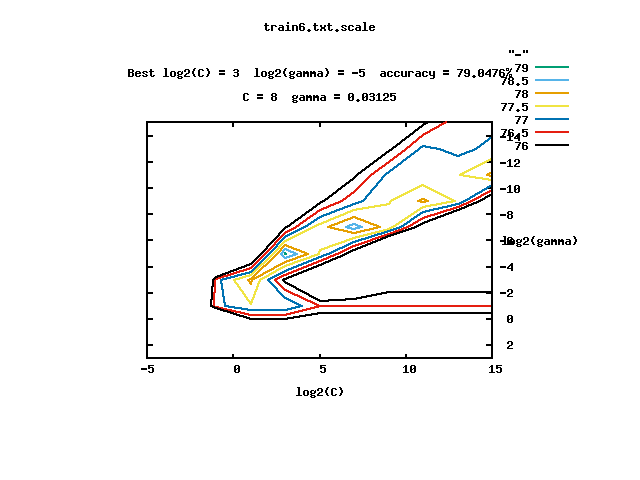 train6.txt.scale
"-"
Best log2(C) = 3  log2(gamma) = -5  accuracy = 79.0476%
79
78.5
78
77.5
77
76.5
76
C = 8  gamma = 0.03125
-14
-12
-10
-8
-6
log2(gamma)
-4
-2
0
2
-5 0 5 10 15
log2(C)